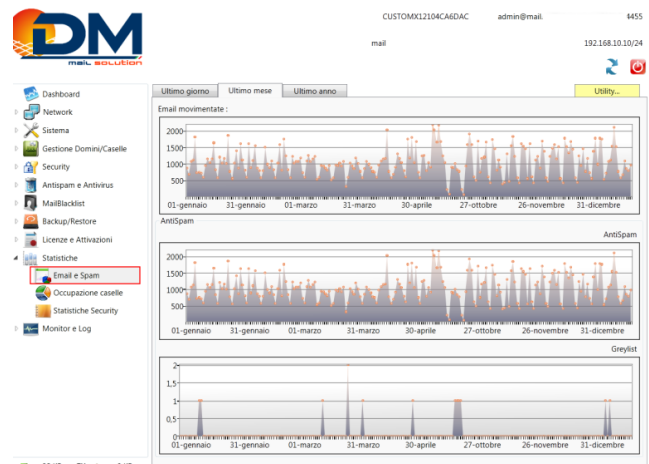 DM
mail solution
CUSTOMX12104CA6DAC
admin@mail.
4455
mail
192.168.10.10/24
Dashboard
Network
Sistema
Gestione Domini/Caselle
Security
Antispam e Antivirus
MailBlacklist
Backup/Restore
Licenze e Attivazioni
Statistiche
Email e Spam
Occupazione caselle
Statistiche Security
Monitor e Log
Ultimo giorno Ultimo mese Ultimo anno
Utility...
Email movimentate :
2000
1500
1000
500
01-gennaio 31-gennaio 01-marzo 31-marzo 30-aprile 27-ottobre 26-novembre 31-dicembre
AntiSpam
AntiSpam
2000
1500
1000
500
01-gennaio 31-gennaio 01-marzo 31-marzo 30-aprile 27-ottobre 26-novembre 31-dicembre
Greylist
2
1,5
1
0,5
0
01-gennaio 31-gennaio 01-marzo 31-marzo 30-aprile 27-ottobre 26-novembre 31-dicembre